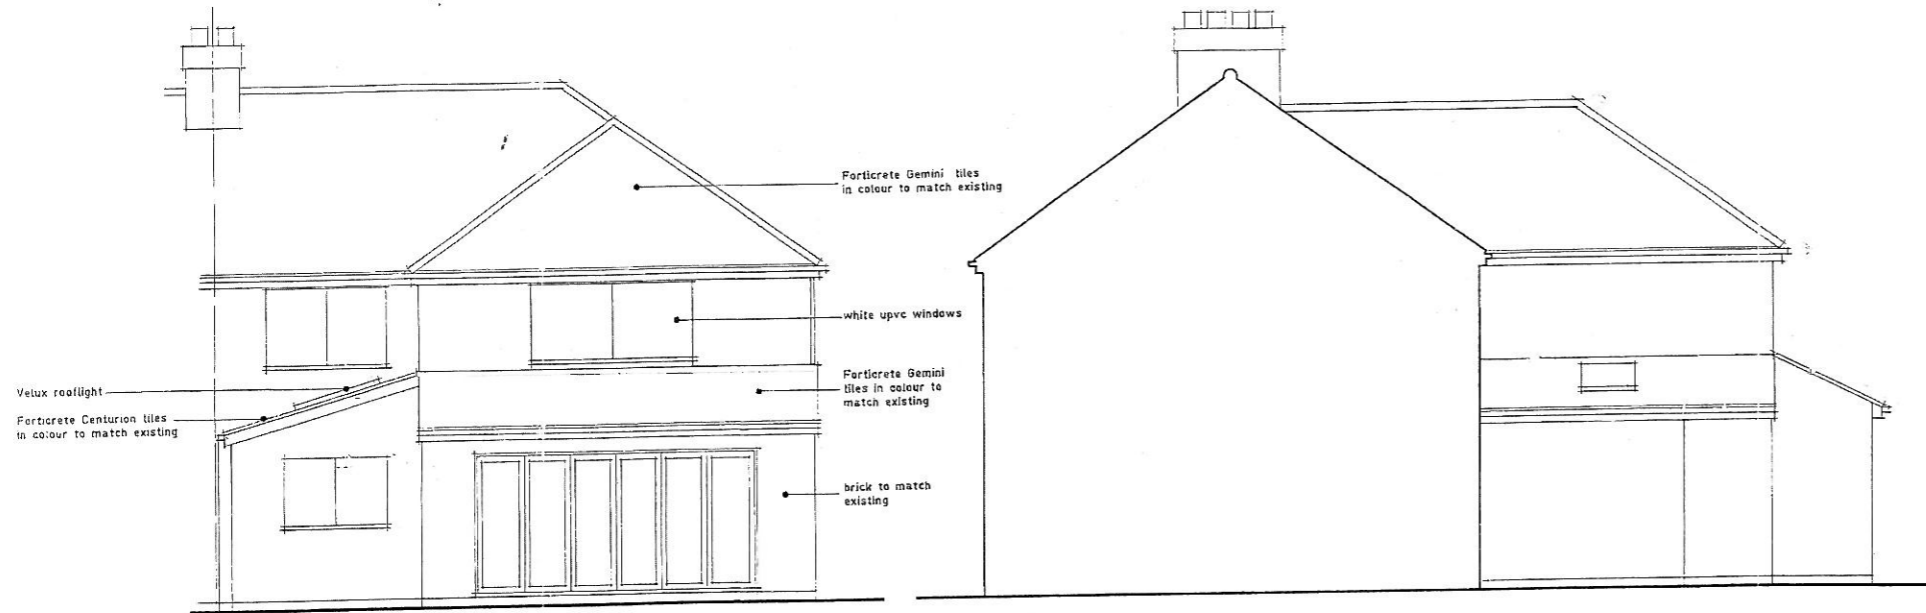 Forticrete Gemini tiles
in colour to match existing
white upvc windows
Velux rooflight
Forticrete Gemini
tiles in colour to
match existing
Forticrete Centurion tiles
in colour to match existing
brick to match
existing